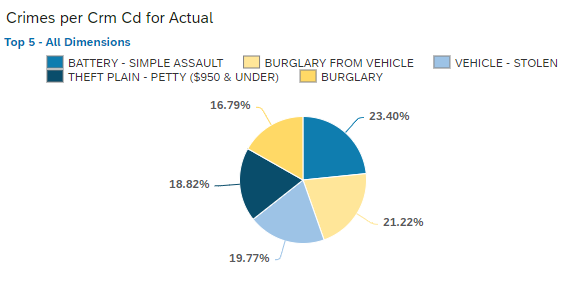 Crimes per Crm Cd for Actual
Top 5 - All Dimensions
BATTERY - SIMPLE ASSAULT BURGLARY FROM VEHICLE VEHICLE - STOLEN
THEFT PLAIN - PETTY ($950 & UNDER) BURGLARY
16.79%
23.40%
18.82%
21.22%
19.77%